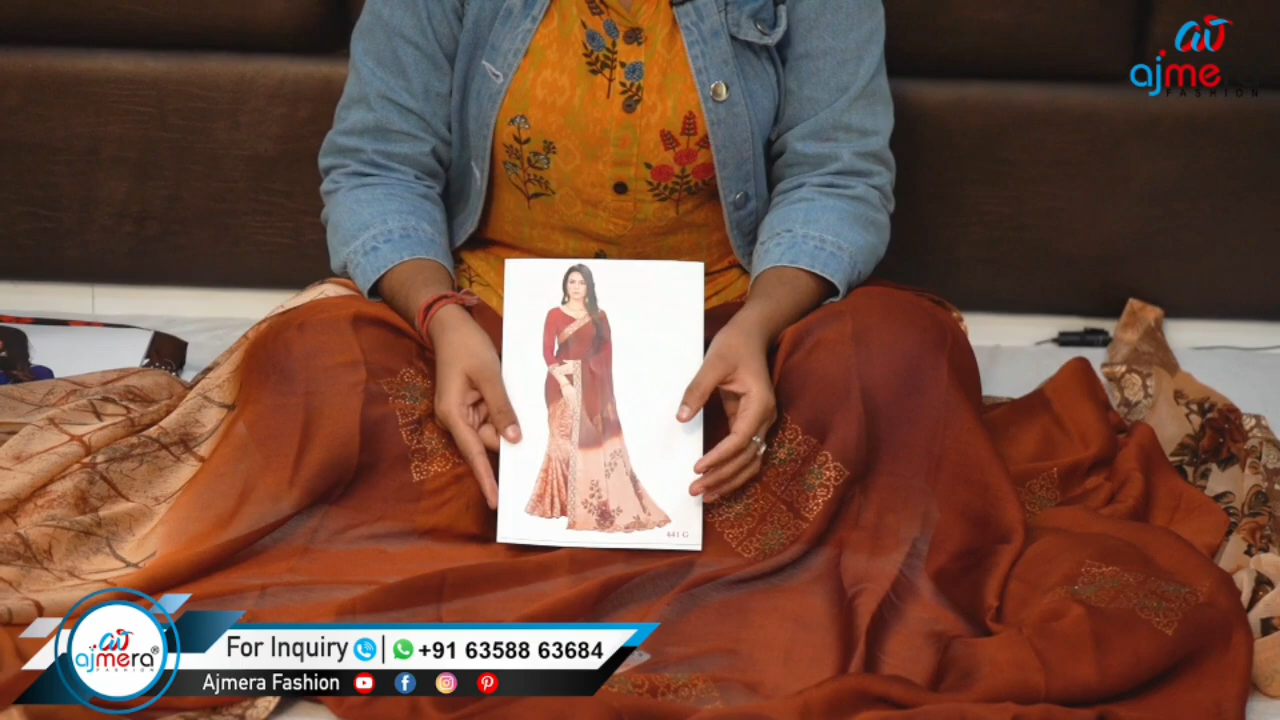 ajme
FASHION
441 G
ajmera®
FASHION
For Inquiry | +91 63588 63684
Ajmera Fashion